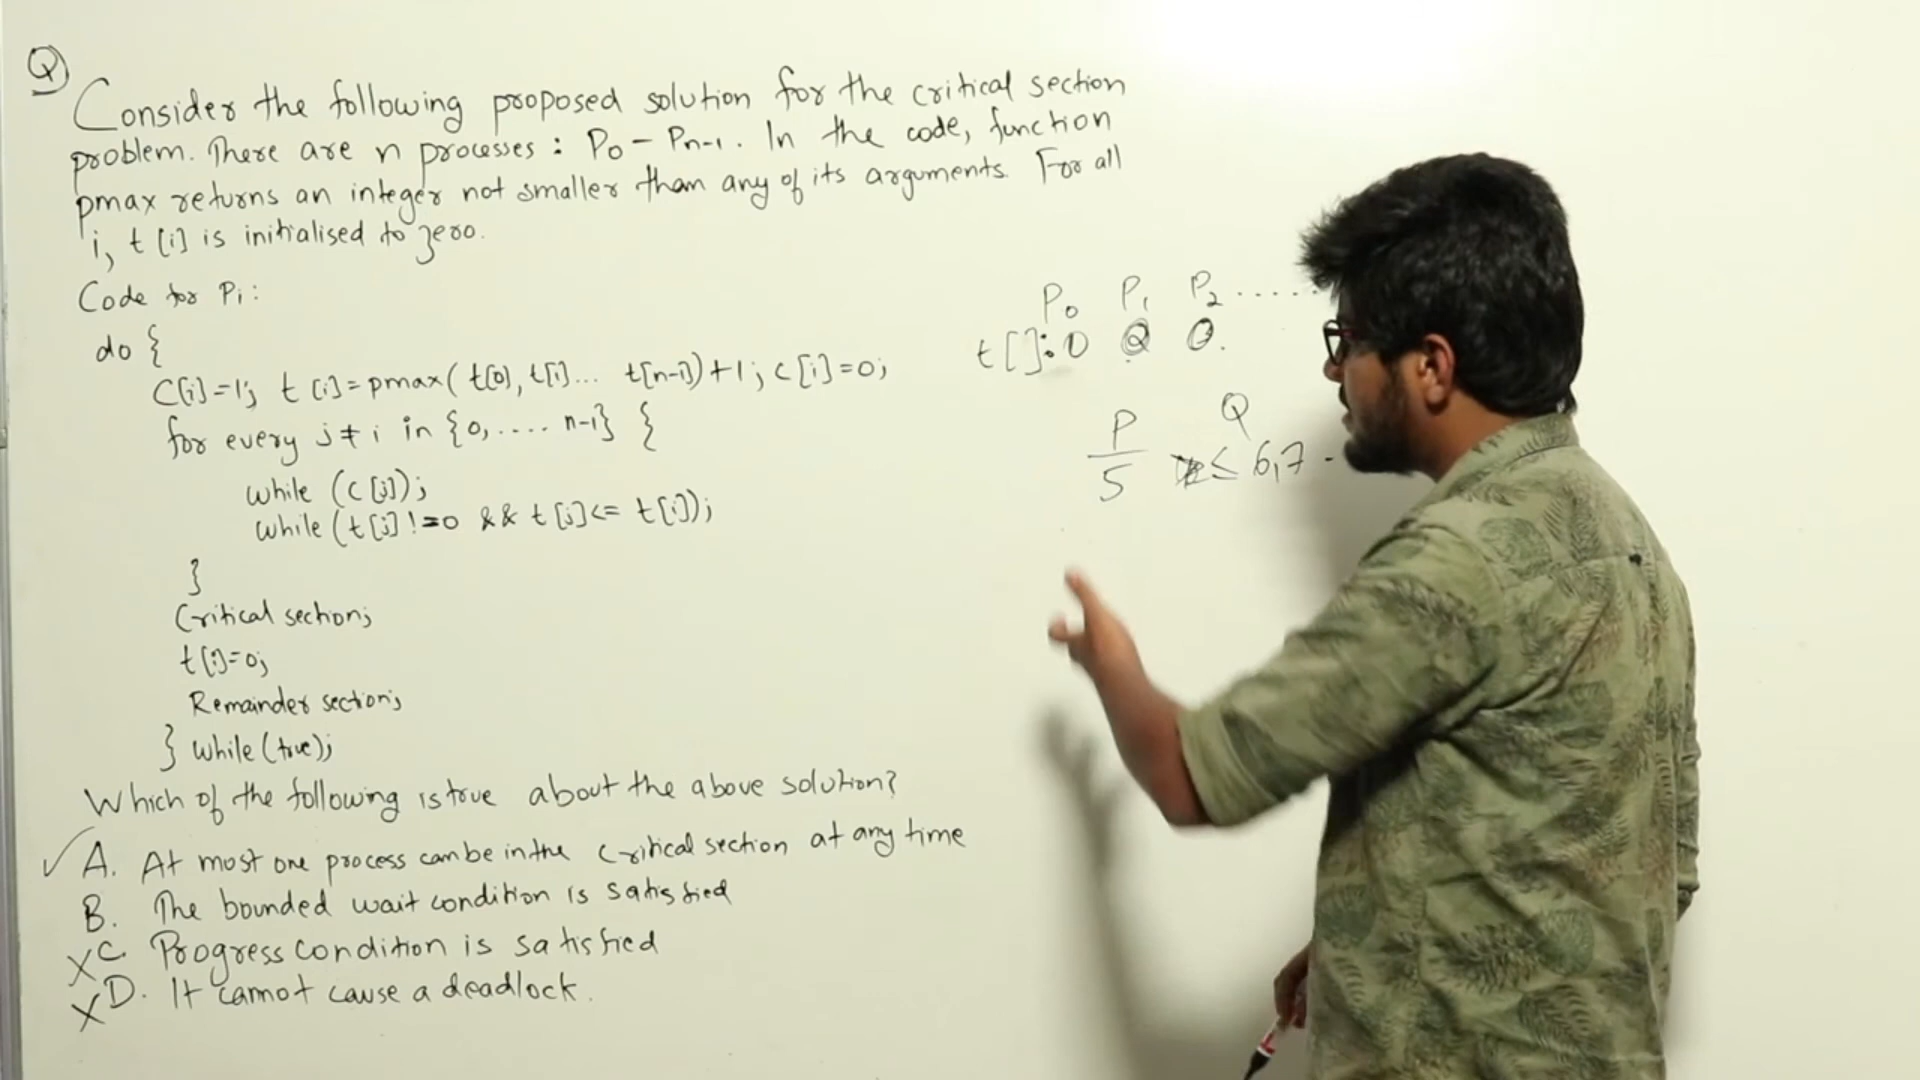 Q)
Consider the following proposed solution for the critical section
problem. There are n processes : P0 - Pn-1. In the code, function
pmax returns an integer not smaller than any of its arguments. For all
i, t[i] is initialised to zero.
Code for Pi:
do {
C[i]=1; t[i]=pmax(t[0], t[i]... t[n-1])+1; c[i]=0;
for every j≠i in {0, .... n-1} {
while (c[j]);
while (t[j]!=0 && t[j]<= t[i]);
}
Critical section;
t[i]=0;
Remainder section;
} while(true);
Which of the following is true about the above solution?
✓ A. At most one process can be in the critical section at any time
B. The bounded wait condition is satisfied
X C. Progress condition is satisfied
X D. It cannot cause a deadlock.
P0 P1 P2 ......
t[]: 0 0 0.
P Q
5 ≤ 6,7 -